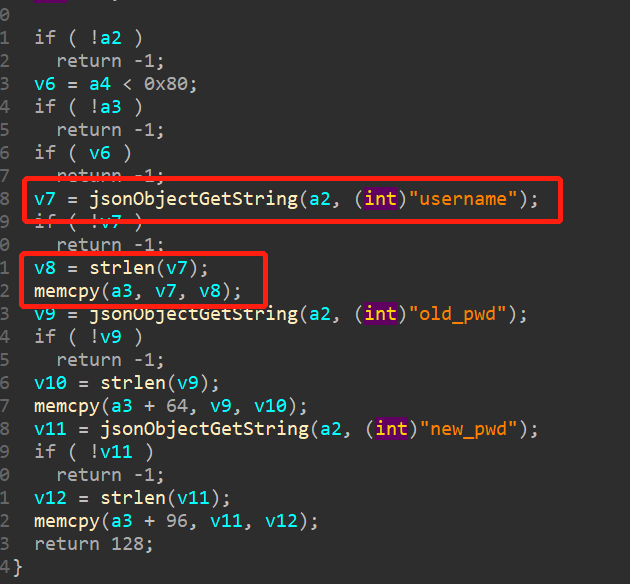 0
1 if ( !a2 )
2 return -1;
3 v6 = a4 < 0x80;
4 if ( !a3 )
5 return -1;
6 if ( v6 )
7 return -1;
8 v7 = jsonObjectGetString(a2, (int)"username");
9 if ( !v7 )
0 return -1;
1 v8 = strlen(v7);
2 memcpy(a3, v7, v8);
3 v9 = jsonObjectGetString(a2, (int)"old_pwd");
4 if ( !v9 )
5 return -1;
6 v10 = strlen(v9);
7 memcpy(a3 + 64, v9, v10);
8 v11 = jsonObjectGetString(a2, (int)"new_pwd");
9 if ( !v11 )
0 return -1;
1 v12 = strlen(v11);
2 memcpy(a3 + 96, v11, v12);
3 return 128;
4 }